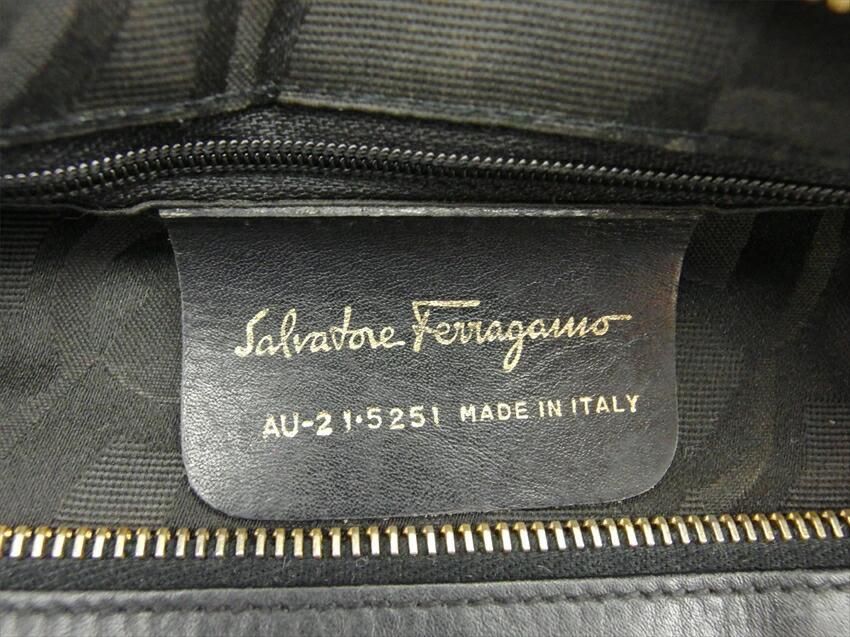 Salvatore Ferragamo
AU-21·5251 MADE IN ITALY